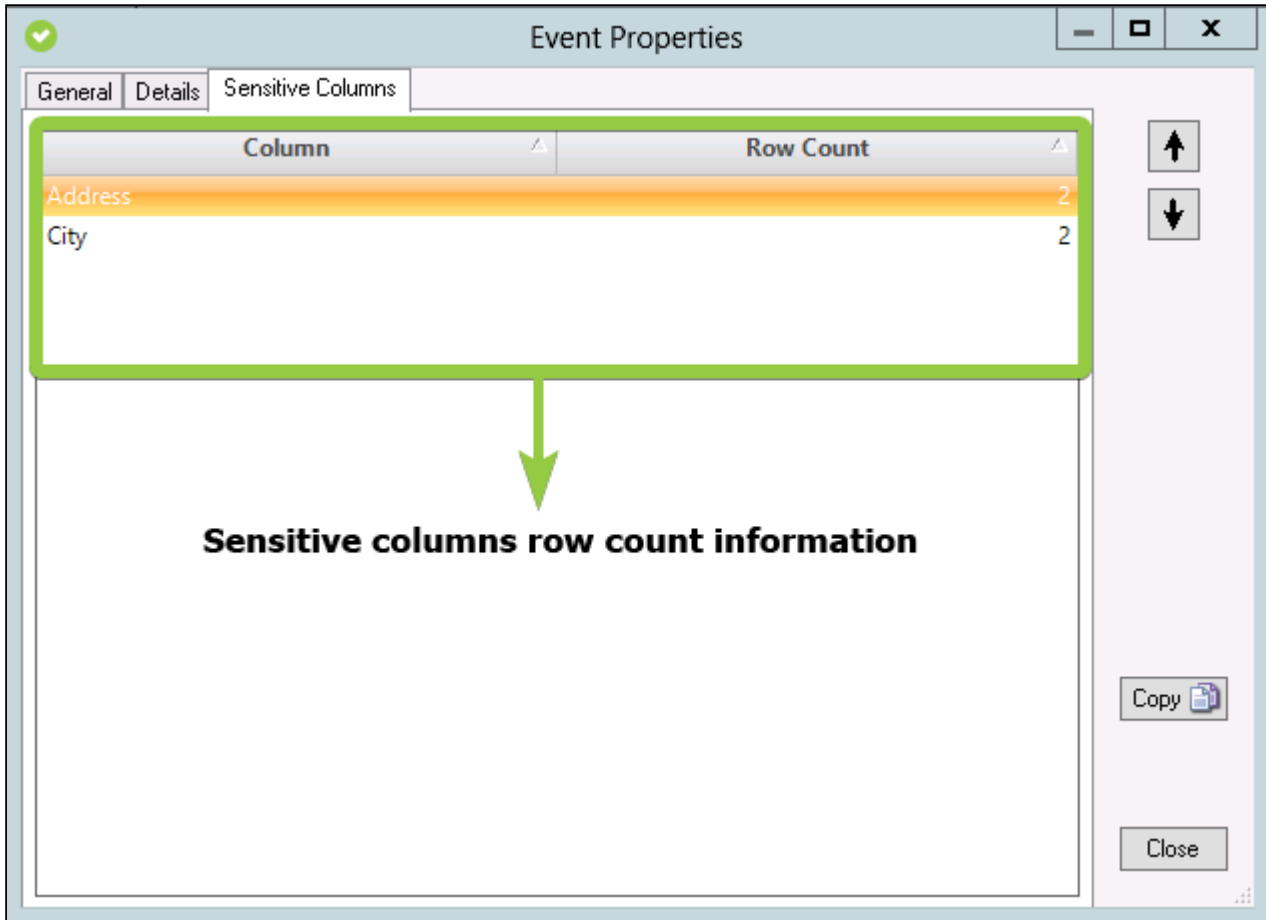 Event Properties
General Details Sensitive Columns
Column Row Count
Address 2
City 2
Sensitive columns row count information
Copy
Close